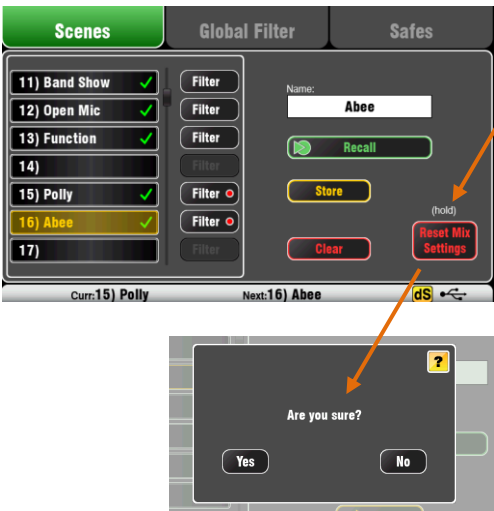 Scenes
Global Filter
Safes
11) Band Show
Filter
12) Open Mic
Filter
13) Function
Filter
14)
Filter
15) Polly
Filter
16) Abee
Filter
17)
Filter
Name:
Abee
Recall
Store
Clear
(hold)
Reset Mix
Settings
Curr:15) Polly
Next:16) Abee
dS
?
Are you sure?
Yes
No